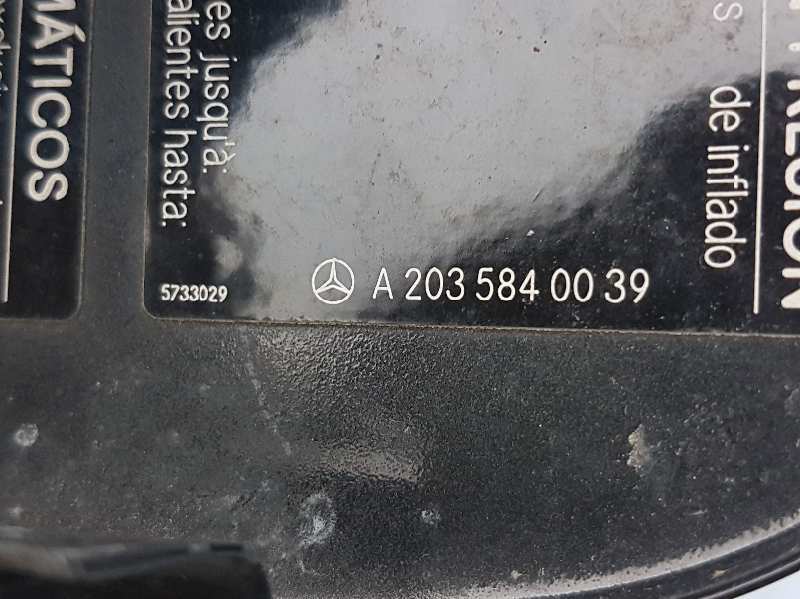 MÁTICOS
es jusqu'à:
alientes hasta:
5733029
A 203 584 00 39
s
de inflado